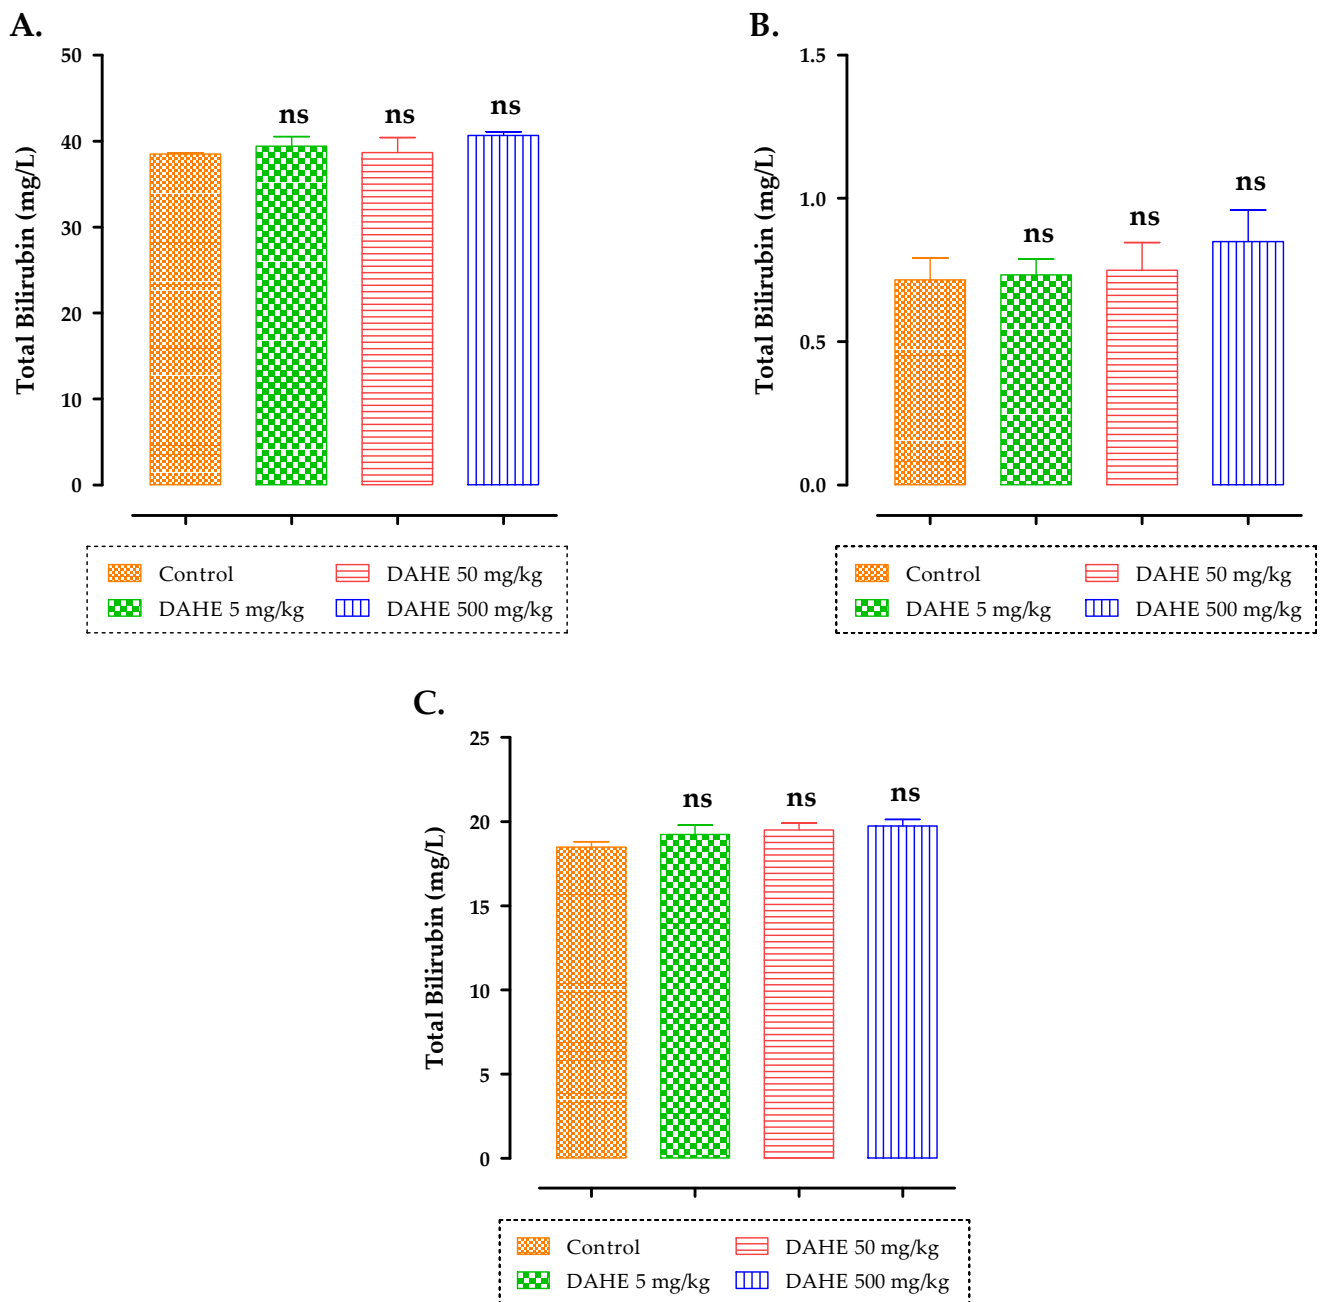 A.
Total Bilirubin (mg/L)
50
40
30
20
10
0
ns
ns
ns
Control
DAHE 50 mg/kg
DAHE 5 mg/kg
DAHE 500 mg/kg
B.
Total Bilirubin (mg/L)
1.5
1.0
0.5
0.0
ns
ns
ns
Control
DAHE 50 mg/kg
DAHE 5 mg/kg
DAHE 500 mg/kg
C.
Total Bilirubin (mg/L)
25
20
15
10
5
0
ns
ns
ns
Control
DAHE 50 mg/kg
DAHE 5 mg/kg
DAHE 500 mg/kg